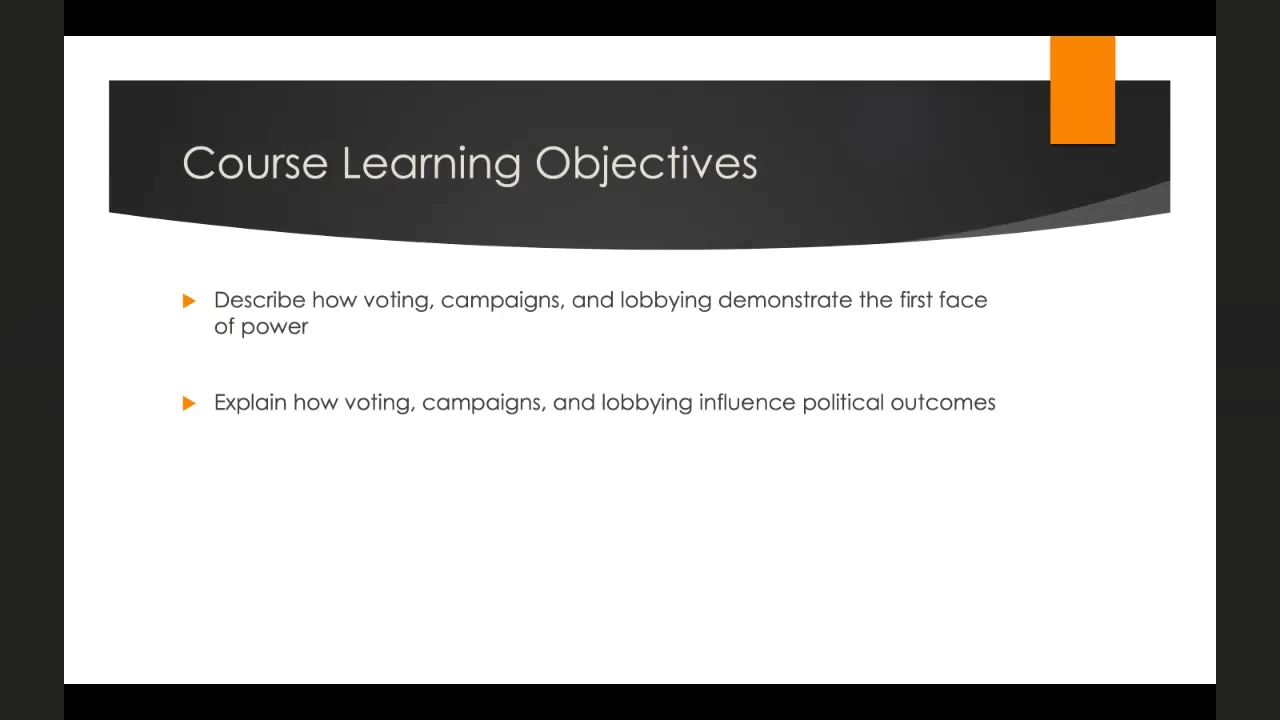 Course Learning Objectives
Describe how voting, campaigns, and lobbying demonstrate the first face
of power
Explain how voting, campaigns, and lobbying influence political outcomes